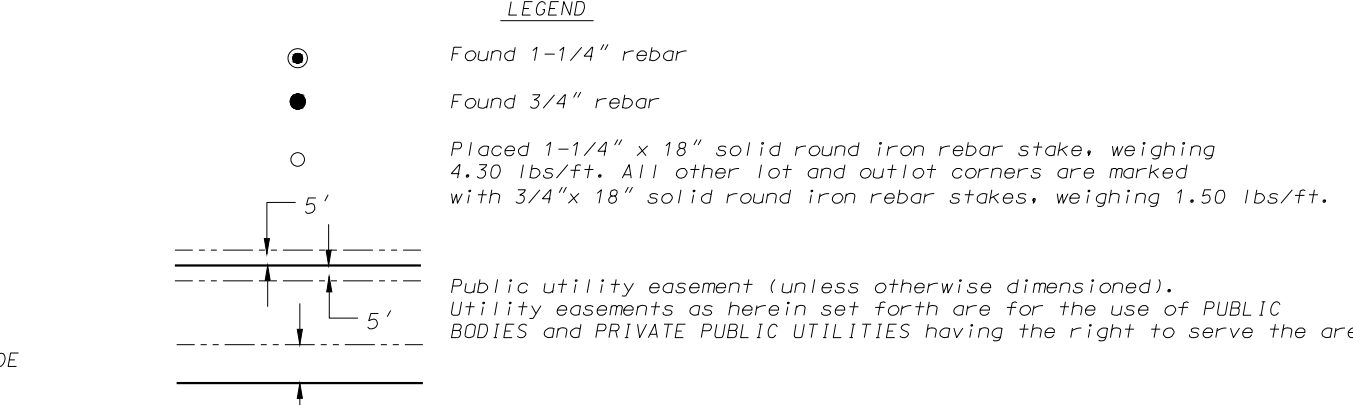 LEGEND
Found 1-1/4" rebar
Found 3/4" rebar
Placed 1-1/4" x 18" solid round iron rebar stake, weighing
4.30 lbs/ft. All other lot and outlot corners are marked
with 3/4"x 18" solid round iron rebar stakes, weighing 1.50 lbs/ft.
5'
Public utility easement (unless otherwise dimensioned).
Utility easements as herein set forth are for the use of PUBLIC
BODIES and PRIVATE PUBLIC UTILITIES having the right to serve the are
5'
DE